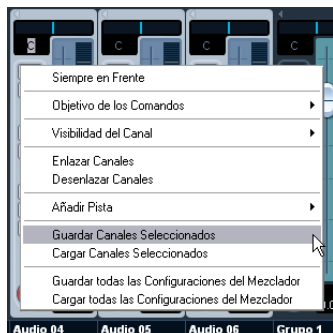 C C C C
Siempre en Frente
Objetivo de los Comandos
Visibilidad del Canal
Enlazar Canales
Desenlazar Canales
Añadir Pista
Guardar Canales Seleccionados
Cargar Canales Seleccionados
Guardar todas las Configuraciones del Mezclador
Cargar todas las Configuraciones del Mezclador
Audio 04 Audio 05 Audio 06 Grupo